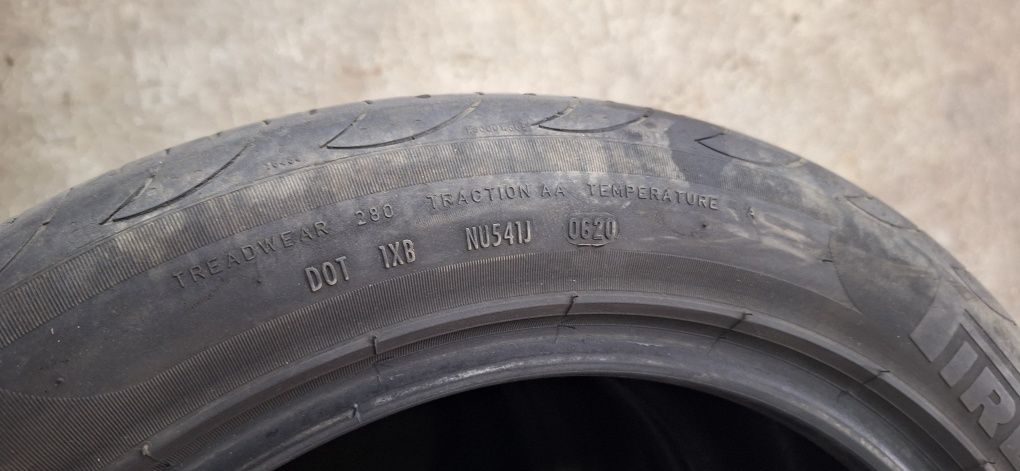 TREADWEAR 280 TRACTION AA TEMPERATURE A
DOT 1XB NU541J 0620